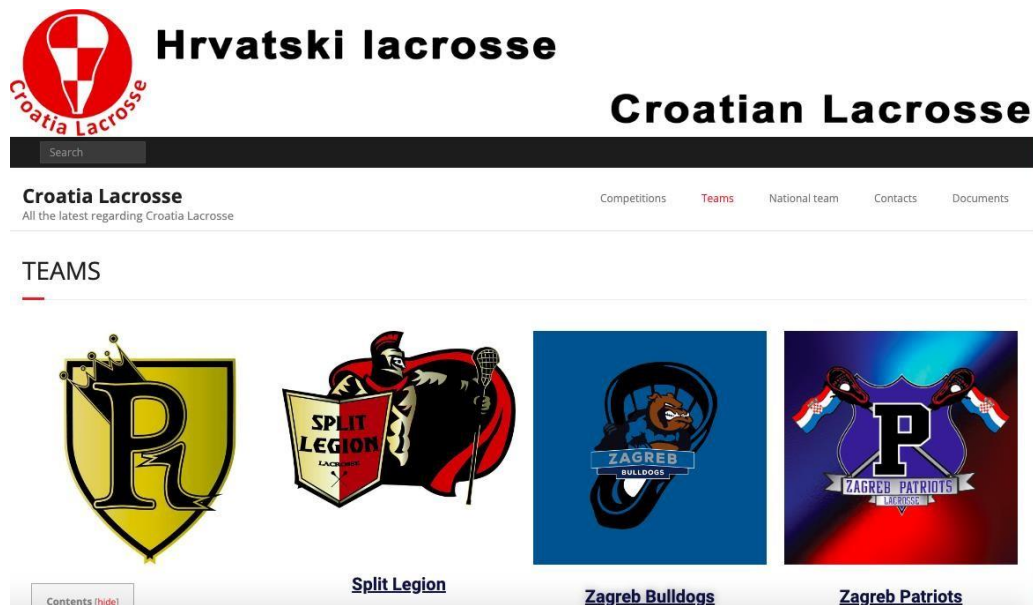 Hrvatski lacrosse
Croatian Lacrosse
Croatia Lacrosse
Search
Croatia Lacrosse
All the latest regarding Croatia Lacrosse
Competitions
Teams
National team
Contacts
Documents
TEAMS
R
SPLIT
LEGION
LACROSSE
ZAGREB
BULLDOGS
P
ZAGREB PATRIOTS
LACROSSE
Split Legion
Zagreb Bulldogs
Zagreb Patriots
Contents [hide]